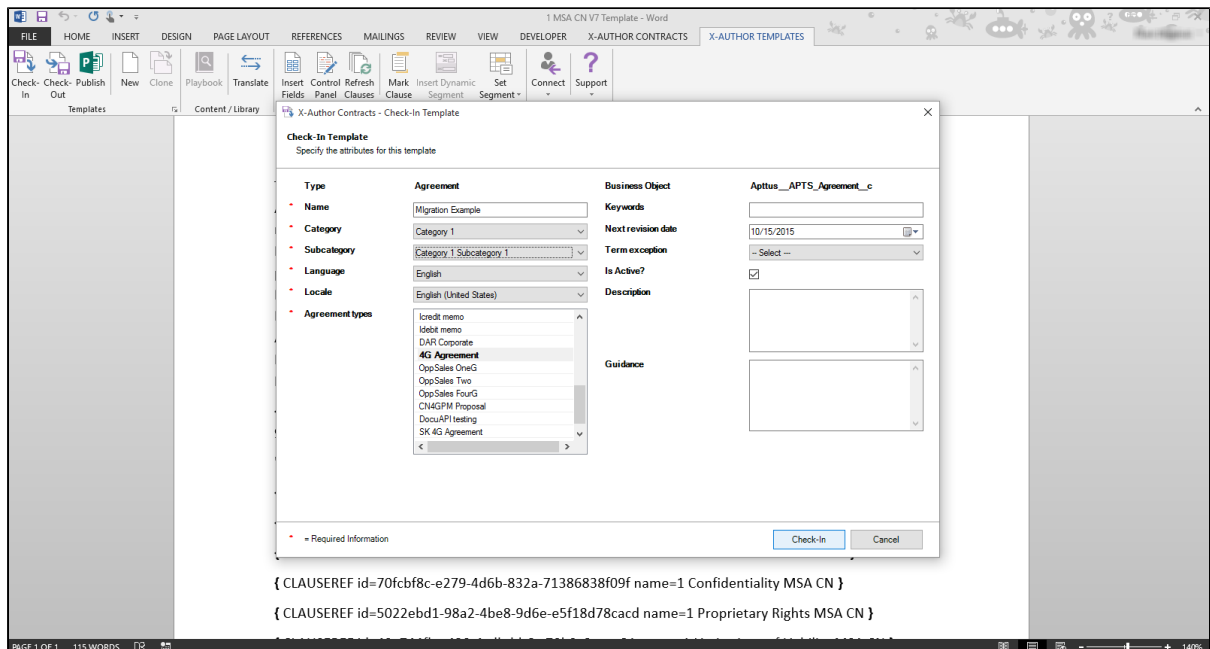 1 MSA CN V7 Template - Word
FILE HOME INSERT DESIGN PAGE LAYOUT REFERENCES MAILINGS REVIEW VIEW DEVELOPER X-AUTHOR CONTRACTS X-AUTHOR TEMPLATES
Check- Check- Publish New Clone Playbook Translate Insert Control Refresh Mark Insert Dynamic Set Connect Support
In Out Fields Panel Clauses Clause Segment Segment
Templates Content / Library
X-Author Contracts - Check-In Template
Check-In Template
Specify the attributes for this template
Type Agreement Business Object Apttus__APTS_Agreement__c
* Name MIgration Example Keywords
* Category Category 1 Next revision date 10/15/2015
* Subcategory Category 1 Subcategory 1 Term exception -- Select ---
* Language English Is Active?
* Locale English (United States) Description
* Agreement types Icredit memo
Idebit memo
DAR Corporate
4G Agreement
OppSales OneG Guidance
OppSales Two
OppSales FourG
CN4GPM Proposal
DocuAPI testing
SK 4G Agreement
* = Required Information Check-In Cancel
{ CLAUSEREF id=70fcbf8c-e279-4d6b-832a-71386838f09f name=1 Confidentiality MSA CN }
{ CLAUSEREF id=5022ebd1-98a2-4be8-9d6e-e5f18d78cacd name=1 Proprietary Rights MSA CN }
PAGE 1 OF 1 115 WORDS 140%